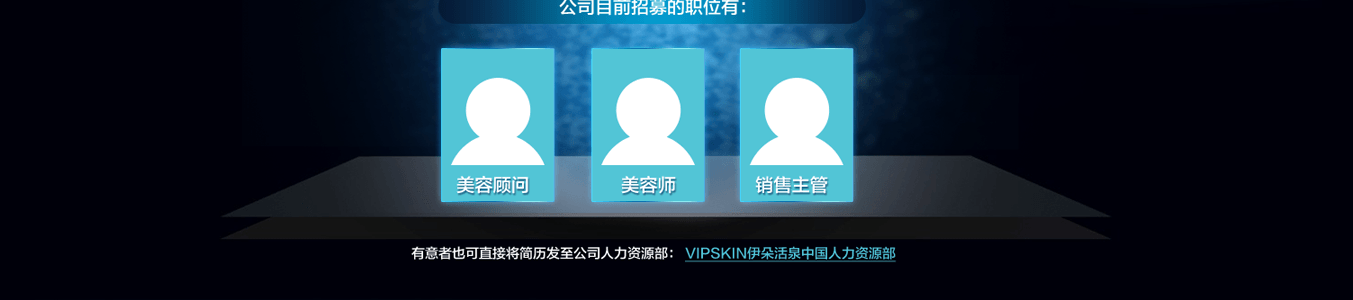 公司目前招募的职位有：
美容顾问
美容师
销售主管
有意者也可直接将简历发至公司人力资源部： VIPSKIN伊朵活泉中国人力资源部